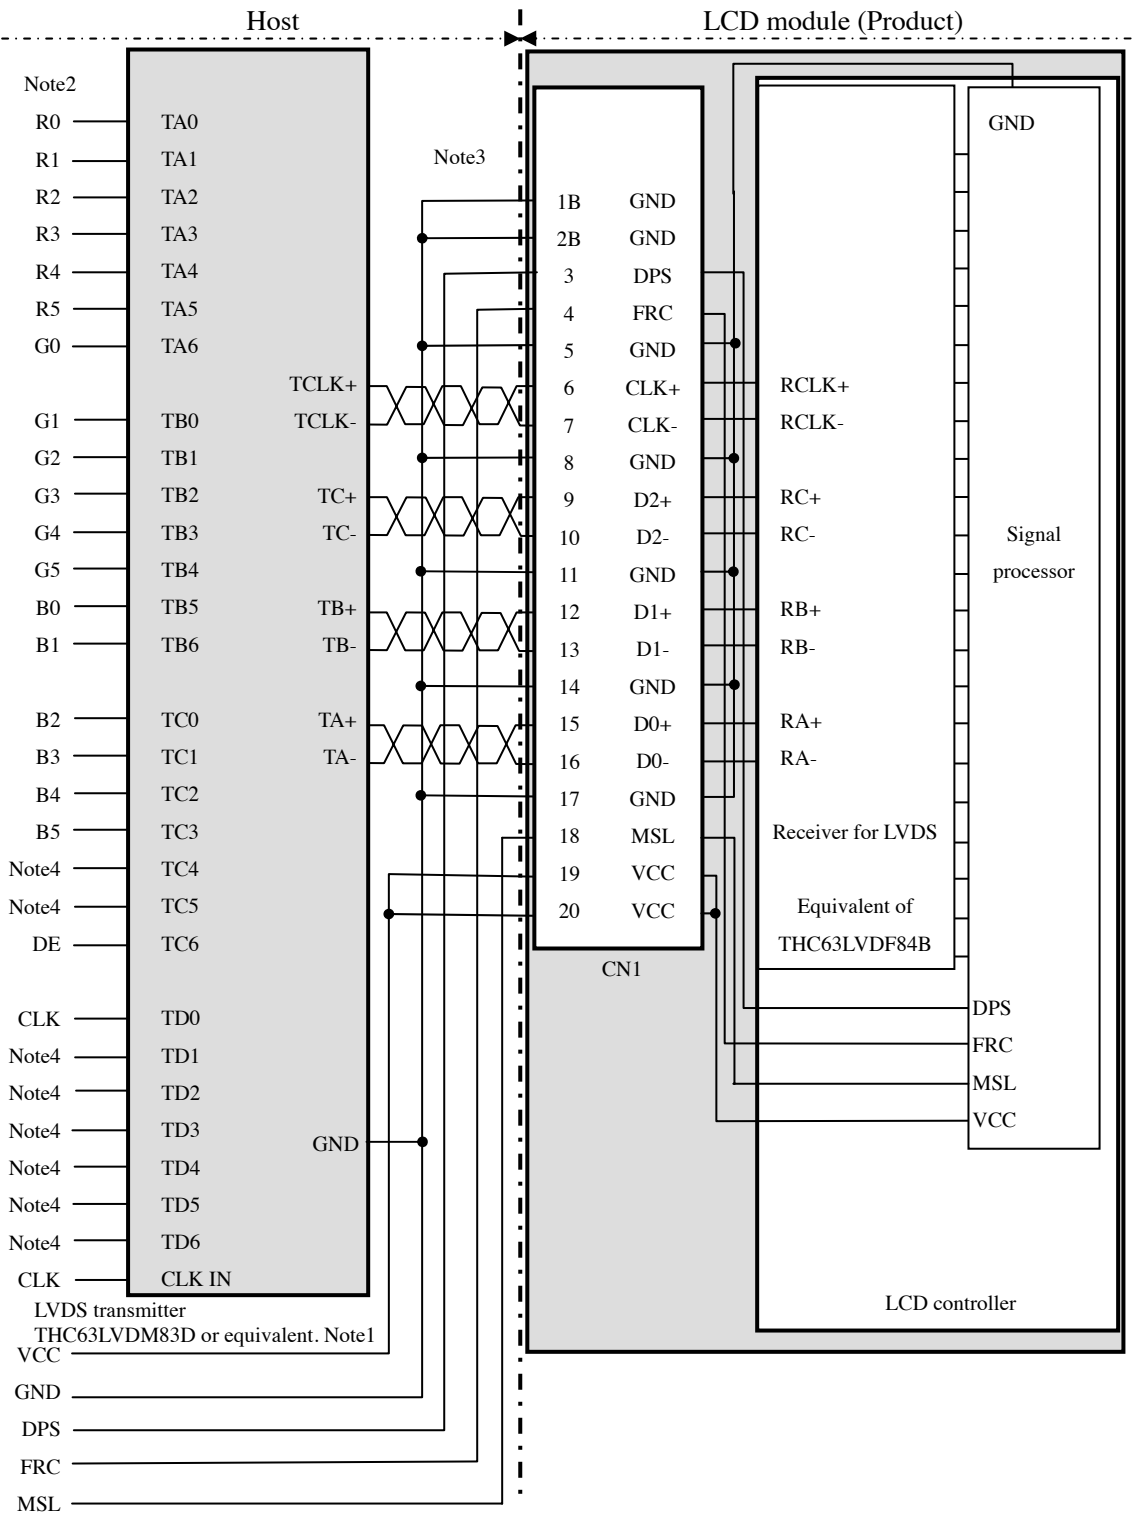 Host LCD module (Product)
Note2
R0 TA0 GND
R1 TA1 Note3
R2 TA2 1B GND
R3 TA3 2B GND
R4 TA4 3 DPS
R5 TA5 4 FRC
G0 TA6 5 GND
TCLK+ 6 CLK+ RCLK+
G1 TB0 TCLK- 7 CLK- RCLK-
G2 TB1 8 GND
G3 TB2 TC+ 9 D2+ RC+
G4 TB3 TC- 10 D2- RC- Signal
G5 TB4 11 GND processor
B0 TB5 TB+ 12 D1+ RB+
B1 TB6 TB- 13 D1- RB-
14 GND
B2 TC0 TA+ 15 D0+ RA+
B3 TC1 TA- 16 D0- RA-
B4 TC2 17 GND
B5 TC3 18 MSL Receiver for LVDS
Note4 TC4 19 VCC
Note4 TC5 20 VCC Equivalent of
DE TC6 THC63LVDF84B
CN1
CLK TD0 DPS
Note4 TD1 FRC
Note4 TD2 MSL
Note4 TD3 GND VCC
Note4 TD4
Note4 TD5
Note4 TD6
CLK CLK IN
LVDS transmitter LCD controller
THC63LVDM83D or equivalent. Note1
VCC
GND
DPS
FRC
MSL